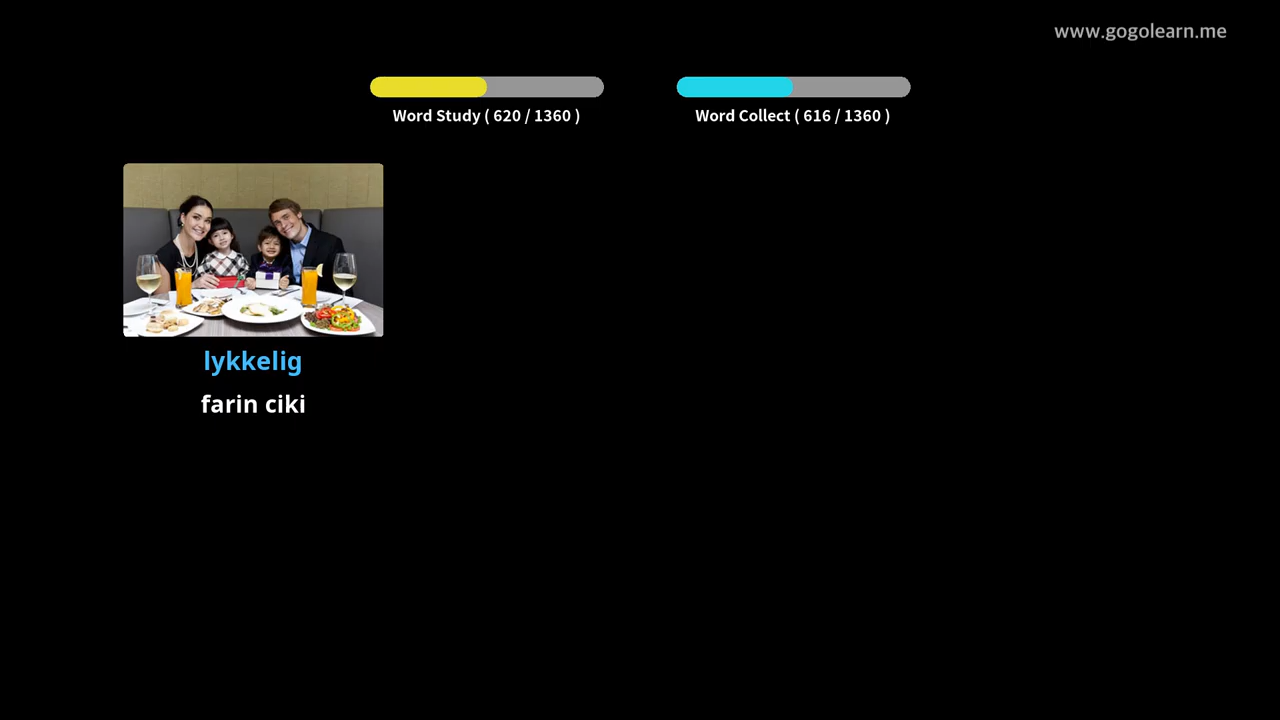 www.gogolearn.me
Word Study ( 620 / 1360 )
Word Collect ( 616 / 1360 )
lykkelig
farin ciki